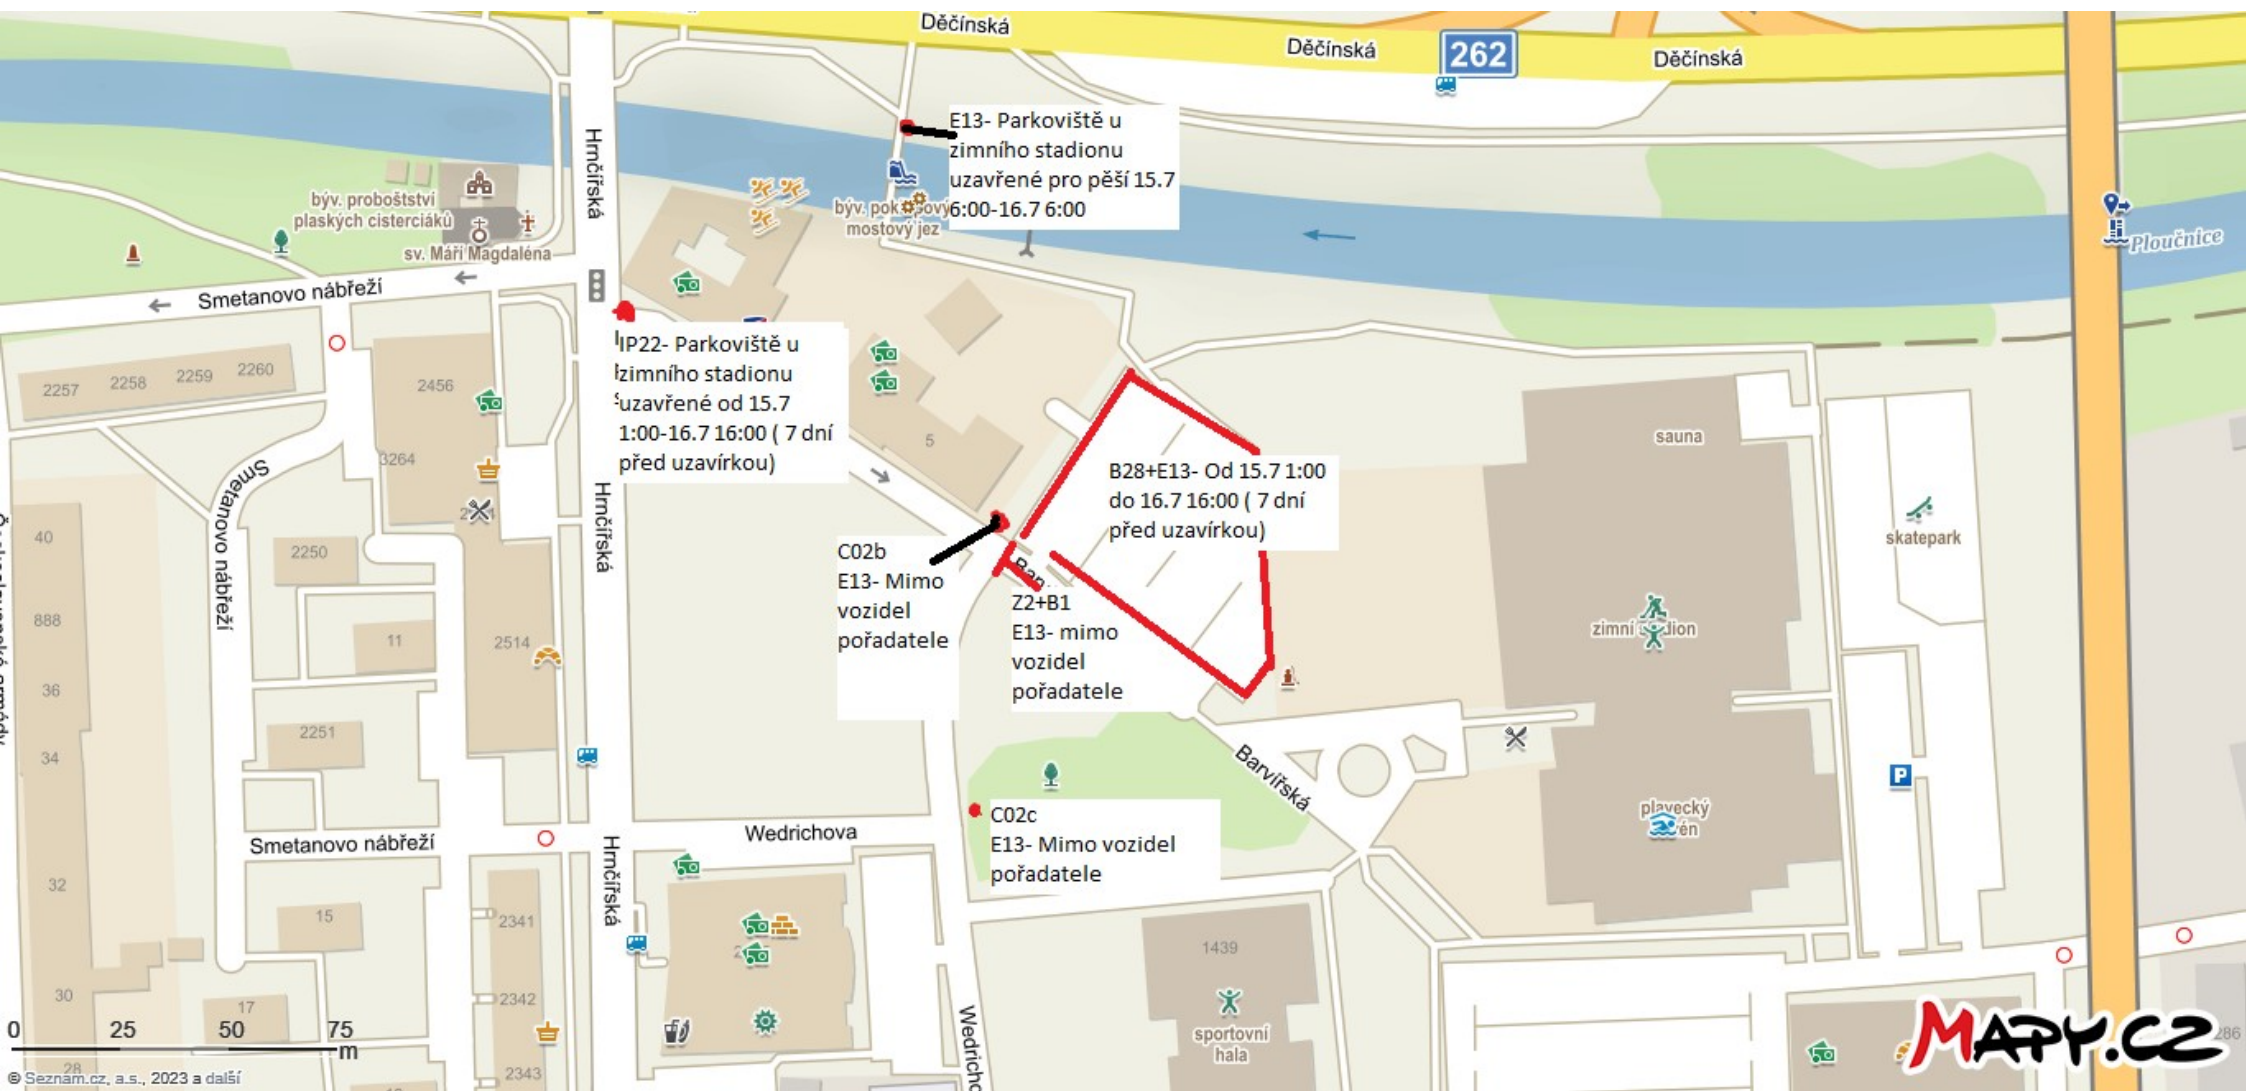 Děčínská
Děčínská
262
Děčínská
E13- Parkoviště u
zimního stadionu
uzavřené pro pěší 15.7
6:00-16.7 6:00
Hrnčířská
býv. proboštství
plaských cisterciáků
sv. Máří Magdaléna
mostový jez
Ploučnice
Smetanovo nábřeží
IP22- Parkoviště u
zimního stadionu
uzavřené od 15.7
1:00-16.7 16:00 ( 7 dní
před uzavírkou)
2257
2258
2259
2260
2456
3264
5
sauna
B28+E13- Od 15.7 1:00
do 16.7 16:00 ( 7 dní
před uzavírkou)
Smetanovo nábřeží
Hrnčířská
skatepark
40
2250
888
11
2514
36
2251
34
C02b
E13- Mimo
vozidel
pořadatele
Z2+B1
E13- mimo
vozidel
pořadatele
zimní
Barvířská
P
plavecký
C02c
E13- Mimo vozidel
pořadatele
Smetanovo nábřeží
Wedrichova
Hrnčířská
32
15
2341
1439
30
17
2342
sportovní
hala
28
2343
0 25 50 75
m
MAPY.CZ
© Seznam.cz, a.s., 2023 a další